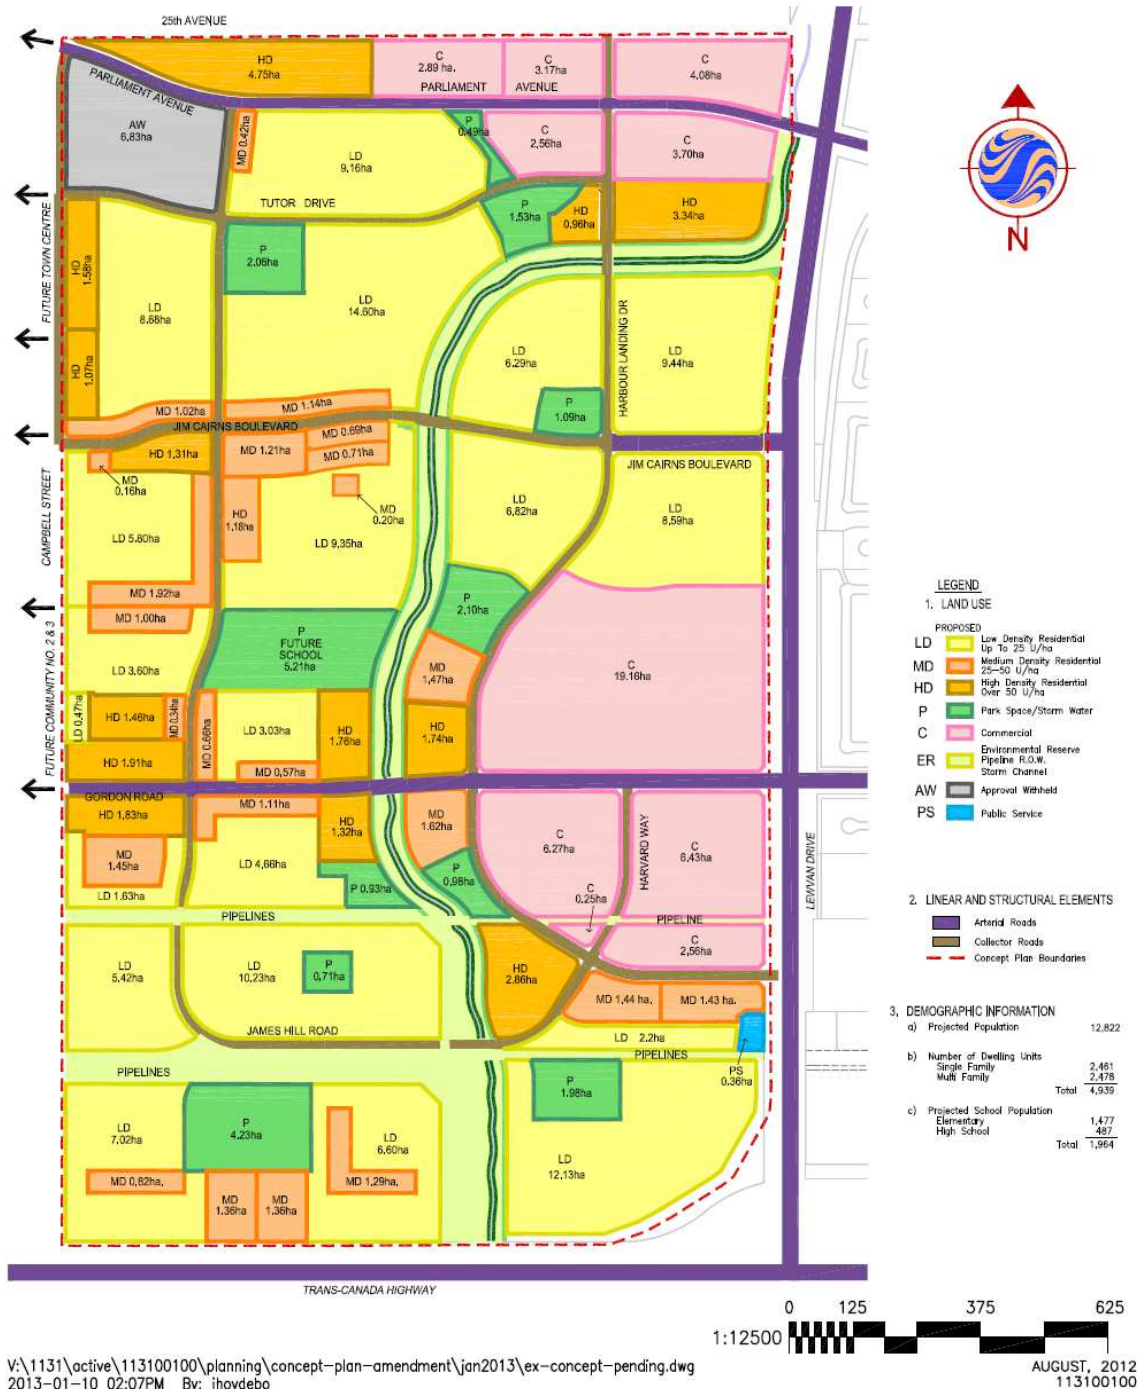 25th AVENUE
HD
4.75ha
C
2.89 ha.
C
3.17ha
C
4.08ha
PARLIAMENT AVENUE
PARLIAMENT AVENUE
AW
6.83ha
MD 0.42ha
LD
9.16ha
P
0.49ha
C
2.56ha
C
3.70ha
TUTOR DRIVE
P
1.53ha
HD
0.96ha
HD
3.34ha
FUTURE TOWN CENTRE
HD
1.58ha
P
2.06ha
LD
8.68ha
LD
14.60ha
HARBOUR LANDING DR
LD
6.29ha
LD
9.44ha
HD
1.07ha
P
1.09ha
MD 1.02ha
MD 1.14ha
JIM CAIRNS BOULEVARD
MD 0.69ha
HD 1.31ha
MD 1.21ha
MD 0.71ha
JIM CAIRNS BOULEVARD
CAMPBELL STREET
MD
0.16ha
MD
0.20ha
LD
6.82ha
LD
8.59ha
HD
1.18ha
LD 5.80ha
LD 9.35ha
MD 1.92ha
MD 1.00ha
P
2.10ha
P
FUTURE
SCHOOL
5.21ha
FUTURE COMMUNITY NO. 2 & 3
LD 3.60ha
MD
1.47ha
C
19.16ha
LD 0.47ha
HD 1.46ha
MD 0.34ha
MD 0.66ha
LD 3.03ha
HD
1.76ha
HD
1.74ha
HD 1.91ha
MD 0.57ha
GORDON ROAD
HD 1.83ha
MD 1.11ha
HD
1.32ha
MD
1.62ha
C
6.27ha
HARVARD WAY
C
6.43ha
LEWVAN DRIVE
MD
1.45ha
LD 4.66ha
LD 1.63ha
P 0.93ha
P
0.98ha
C
0.25ha
PIPELINES
PIPELINE
C
2.56ha
LD
5.42ha
LD
10.23ha
P
0.71ha
HD
2.86ha
MD 1.44 ha.
MD 1.43 ha.
JAMES HILL ROAD
LD 2.2ha
PIPELINES
PIPELINES
PS
0.36ha
P
1.98ha
LD
7.02ha
P
4.23ha
LD
6.60ha
LD
12.13ha
MD 0.82ha.
MD 1.29ha.
MD
1.36ha
MD
1.36ha
TRANS-CANADA HIGHWAY
N
LEGEND
1. LAND USE
PROPOSED
LD Low Density Residential
Up To 25 U/ha
MD Medium Density Residential
25-50 U/ha
HD High Density Residential
Over 50 U/ha
P Park Space/Storm Water
C Commercial
ER Environmental Reserve
Pipeline R.O.W.
Storm Channel
AW Approval Withheld
PS Public Service
2. LINEAR AND STRUCTURAL ELEMENTS
Arterial Roads
Collector Roads
Concept Plan Boundaries
3. DEMOGRAPHIC INFORMATION
a) Projected Population 12,822
b) Number of Dwelling Units
Single Family 2,461
Multi Family 2,478
Total 4,939
c) Projected School Population
Elementary 1,477
High School 487
Total 1,964
0 125 375 625
1:12500
V:\1131\active\113100100\planning\concept-plan-amendment\jan2013\ex-concept-pending.dwg
2013-01-10 02:07PM By: jhoydebo
AUGUST, 2012
113100100